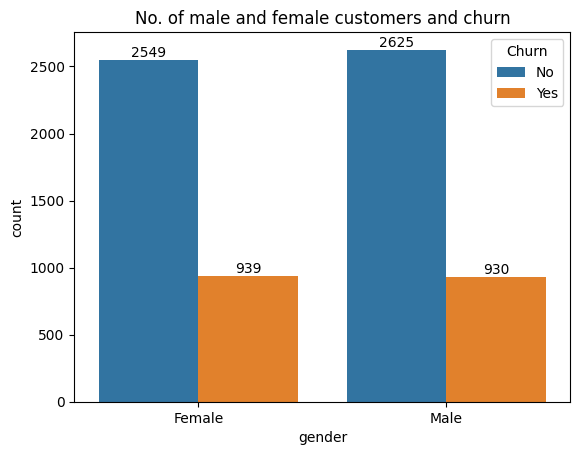 No. of male and female customers and churn
2549
2625
Churn
No
Yes
939
930
2500
2000
1500
1000
500
0
count
Female
Male
gender